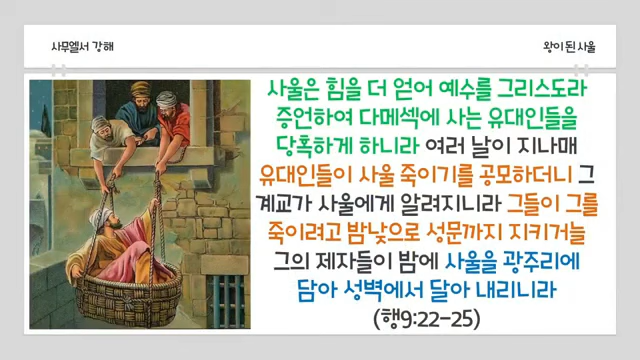 사무엘서 강해
왕이 된 사울
사울은 힘을 더 얻어 예수를 그리스도라
증언하여 다메섹에 사는 유대인들을
당혹하게 하니라 여러 날이 지나매
유대인들이 사울 죽이기를 공모하더니 그
계교가 사울에게 알려지니라 그들이 그를
죽이려고 밤낮으로 성문까지 지키거늘
그의 제자들이 밤에 사울을 광주리에
담아 성벽에서 달아 내리니라
(행9:22-25)